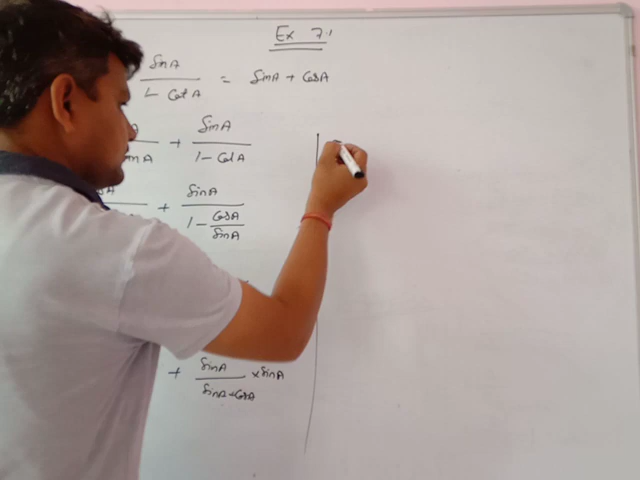 Ex 7.1
sinA / 1- cotA = sinA + cosA
+ sinA / 1 - cotA
+ sinA / 1 - cosA/sinA
+ sinA / sinA-cosA × sinA